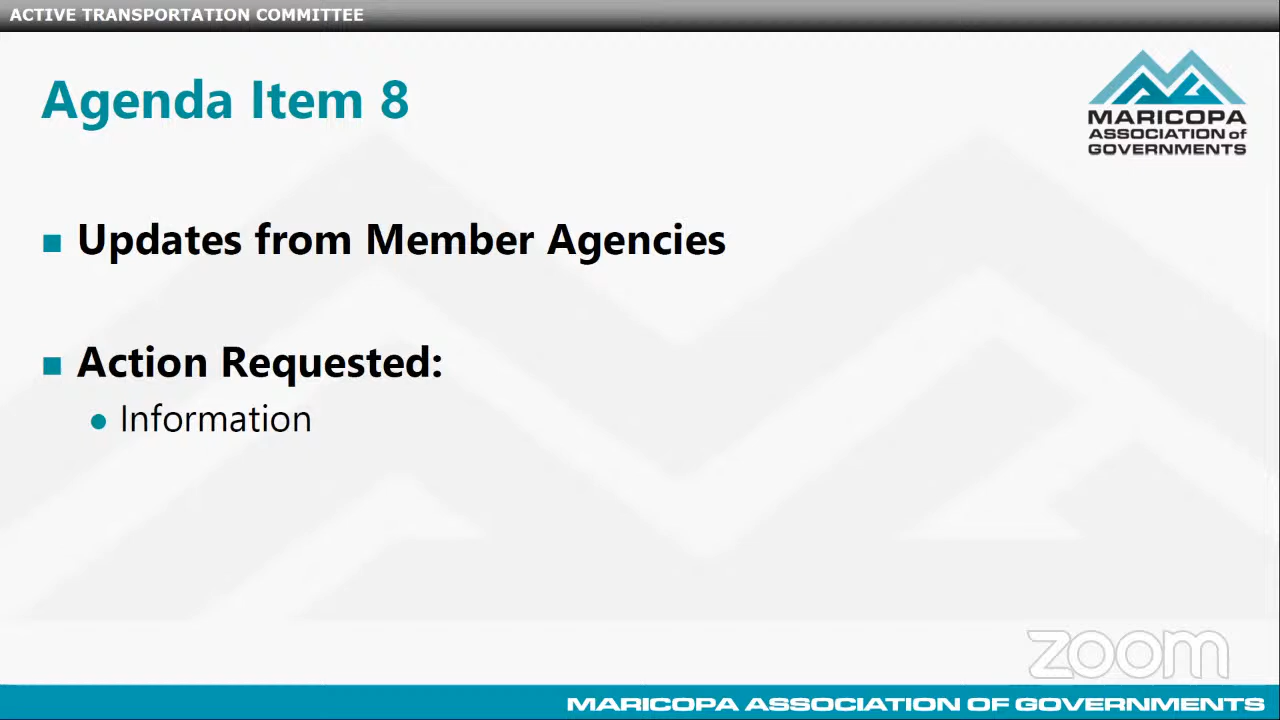 ACTIVE TRANSPORTATION COMMITTEE
Agenda Item 8
MARICOPA
ASSOCIATION of
GOVERNMENTS
Updates from Member Agencies
Action Requested:
Information
zoom
MARICOPA ASSOCIATION OF GOVERNMENTS